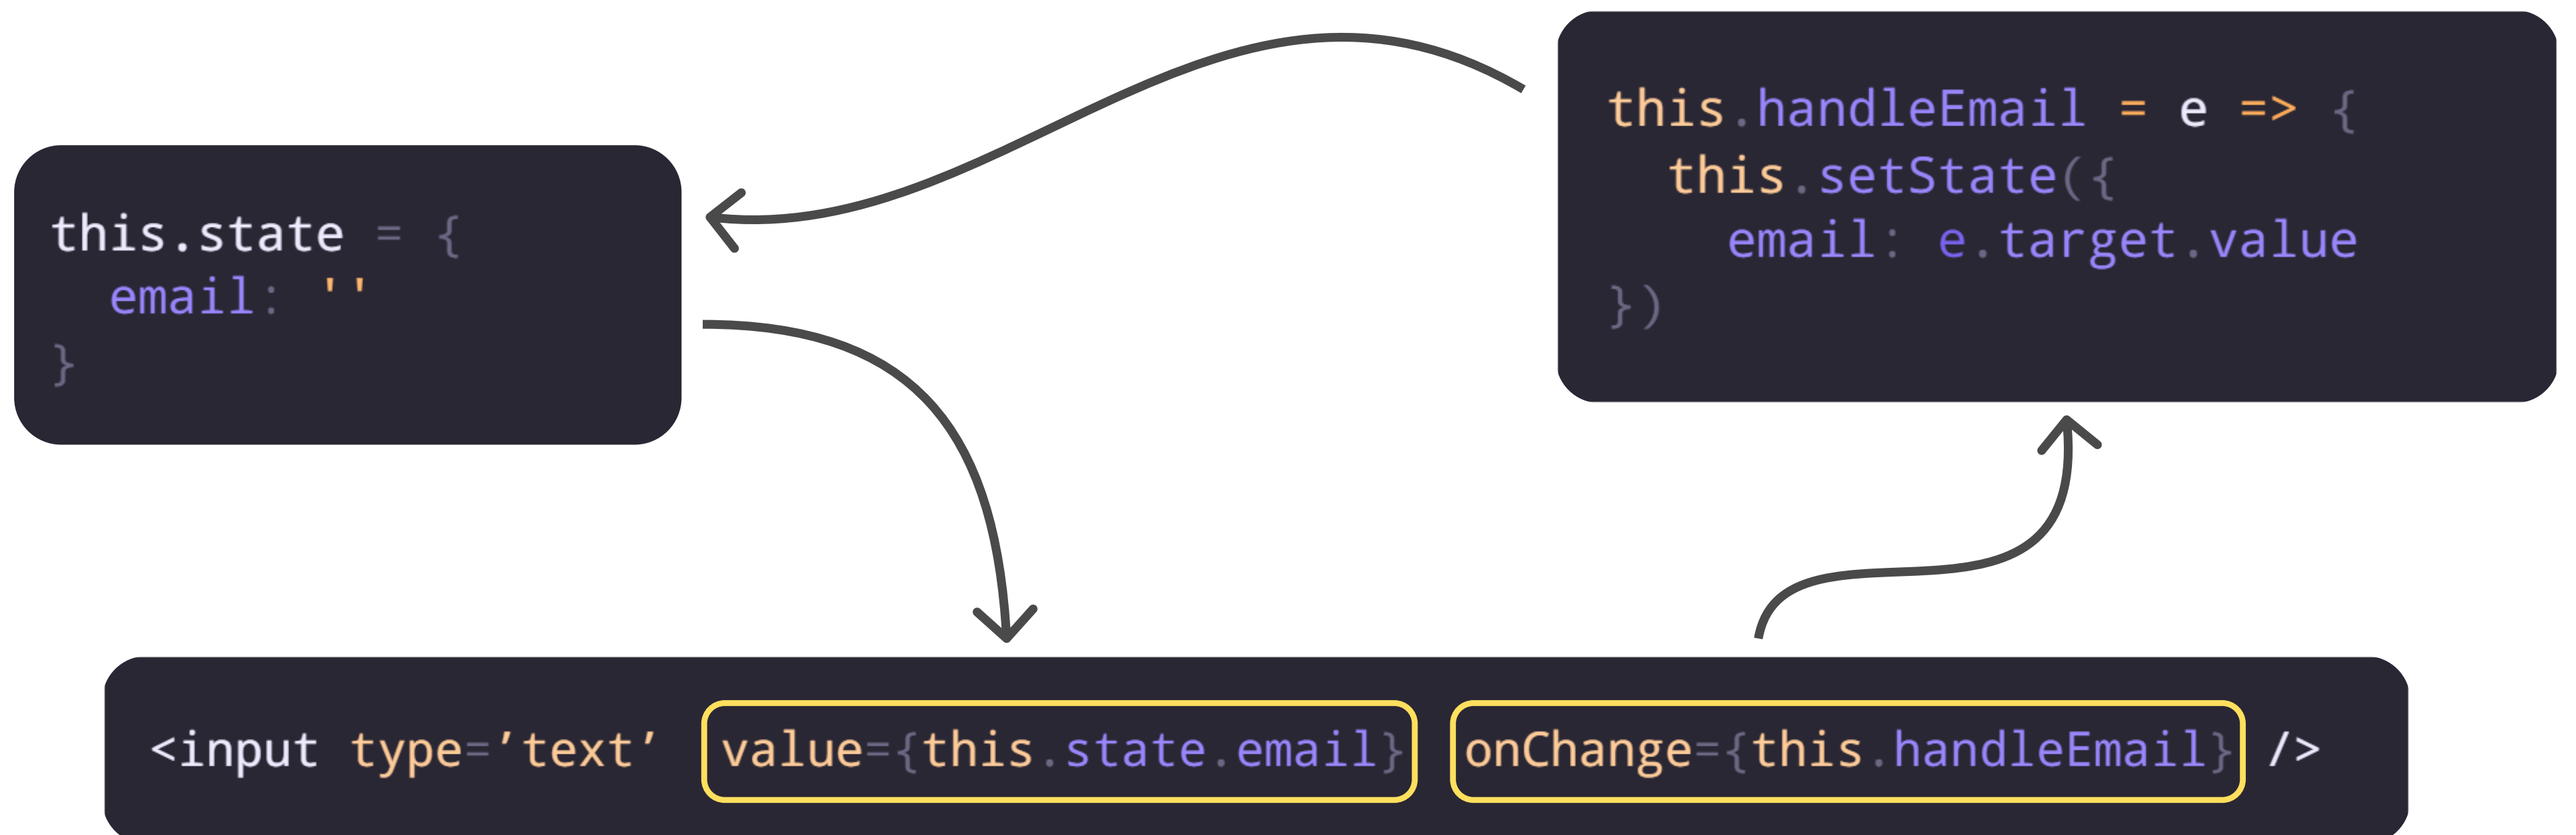 this.state = {
  email: ''
}
this.handleEmail = e => {
  this.setState({
    email: e.target.value
})
<input type=’text’ value={this.state.email} onChange={this.handleEmail} />